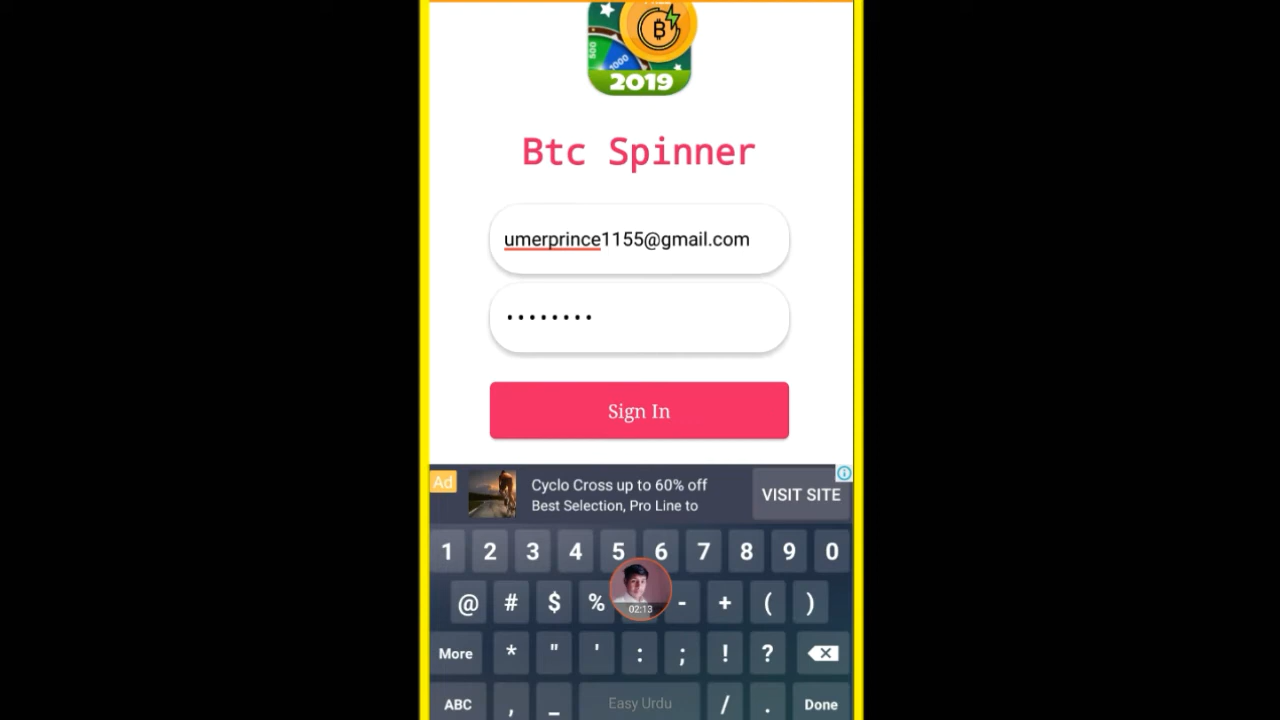 500
1000
2019
Btc Spinner
umerprince1155@gmail.com
••••••••
Sign In
Ad
Cyclo Cross up to 60% off
Best Selection, Pro Line to
VISIT SITE
1 2 3 4 5 6 7 8 9 0
@ # $ % - + ( )
02:13
More * " ' : ; ! ?
ABC , _ Easy Urdu / . Done